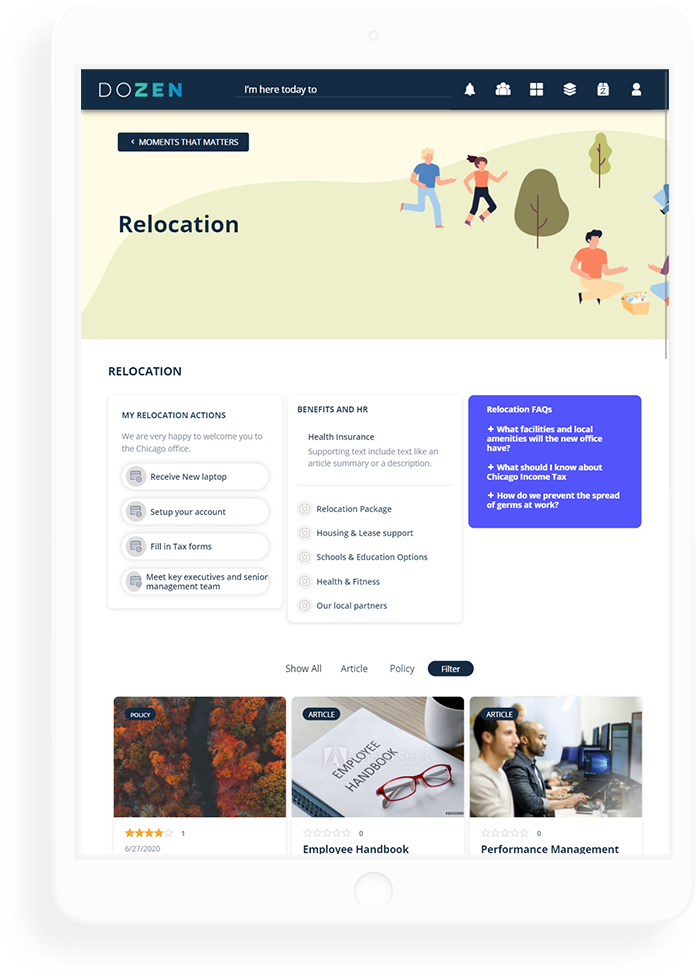 DOZEN
I'm here today to
‹ MOMENTS THAT MATTERS
Relocation
RELOCATION
MY RELOCATION ACTIONS
We are very happy to welcome you to
the Chicago office.
Receive New laptop
Setup your account
Fill in Tax forms
Meet key executives and senior
management team
BENEFITS AND HR
Health Insurance
Supporting text include text like an
article summary or a description.
Relocation Package
Housing & Lease support
Schools & Education Options
Health & Fitness
Our local partners
Relocation FAQs
+ What facilities and local
amenities will the new office
have?
+ What should I know about
Chicago Income Tax
+ How do we prevent the spread
of germs at work?
Show All
Article
Policy
Filter
POLICY
1
6/27/2020
ARTICLE
EMPLOYEE
HANDBOOK
Stock
0
Employee Handbook
ARTICLE
0
Performance Management